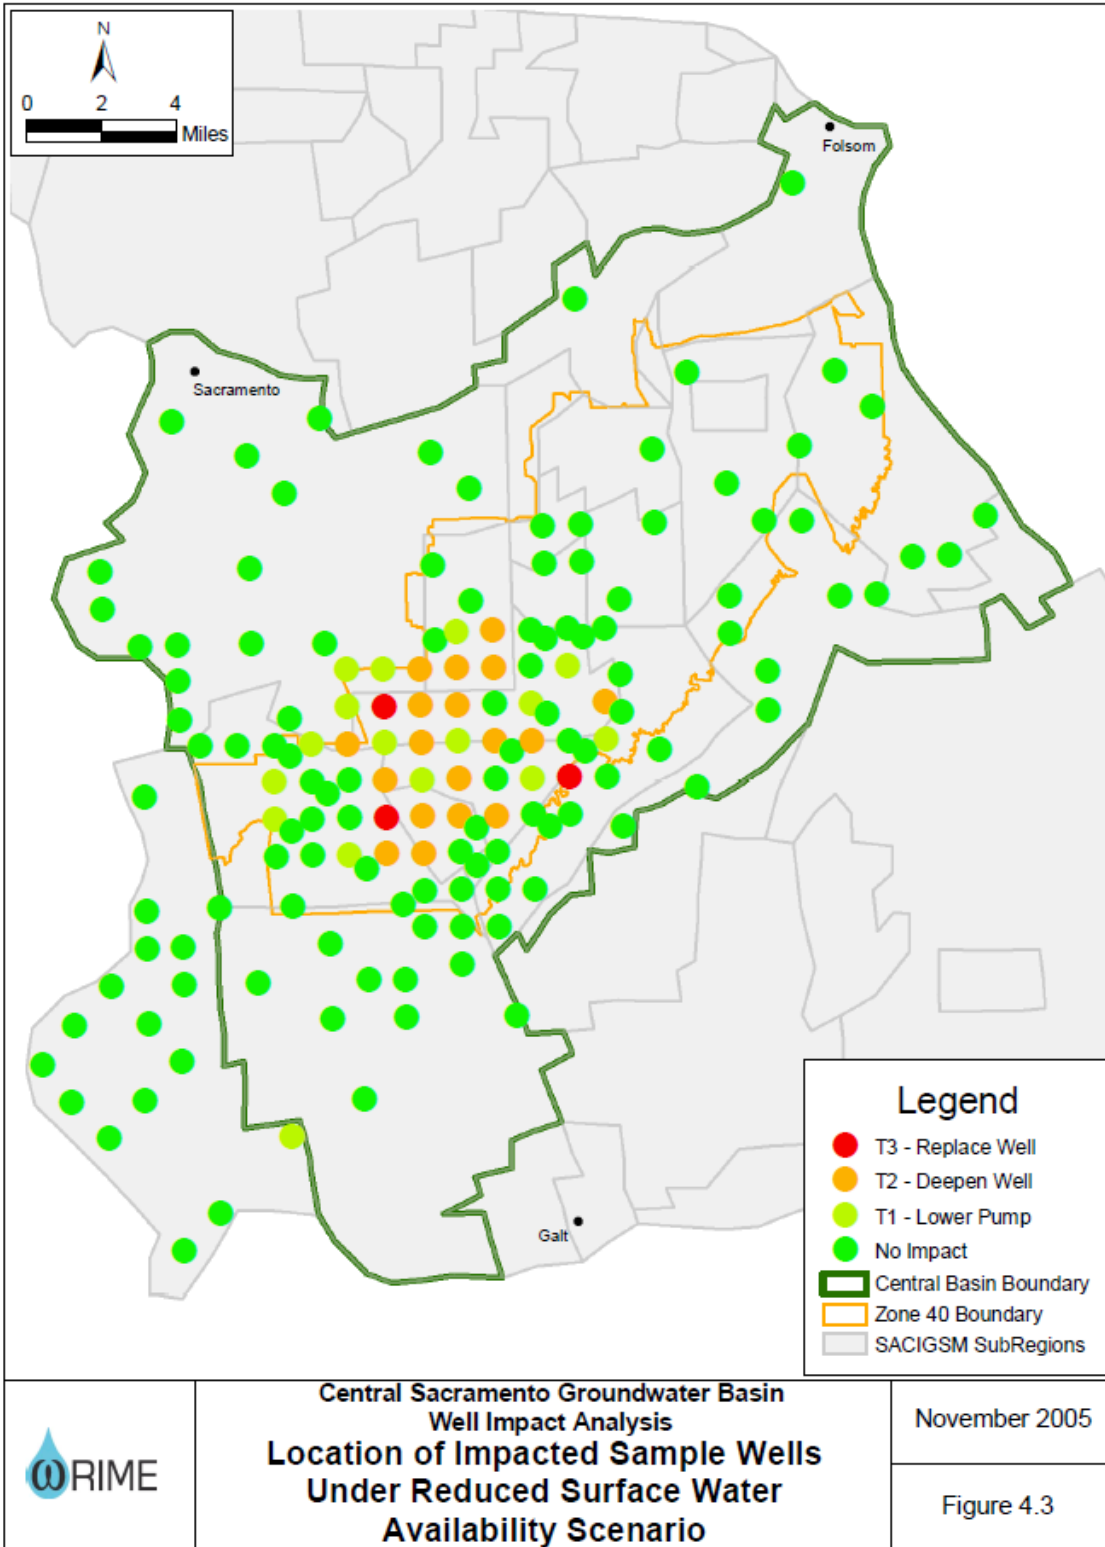 N
0 2 4
Miles
Folsom
Sacramento
Galt
Legend
T3 - Replace Well
T2 - Deepen Well
T1 - Lower Pump
No Impact
Central Basin Boundary
Zone 40 Boundary
SACIGSM SubRegions
WRIME
Central Sacramento Groundwater Basin
Well Impact Analysis
Location of Impacted Sample Wells
Under Reduced Surface Water
Availability Scenario
November 2005
Figure 4.3